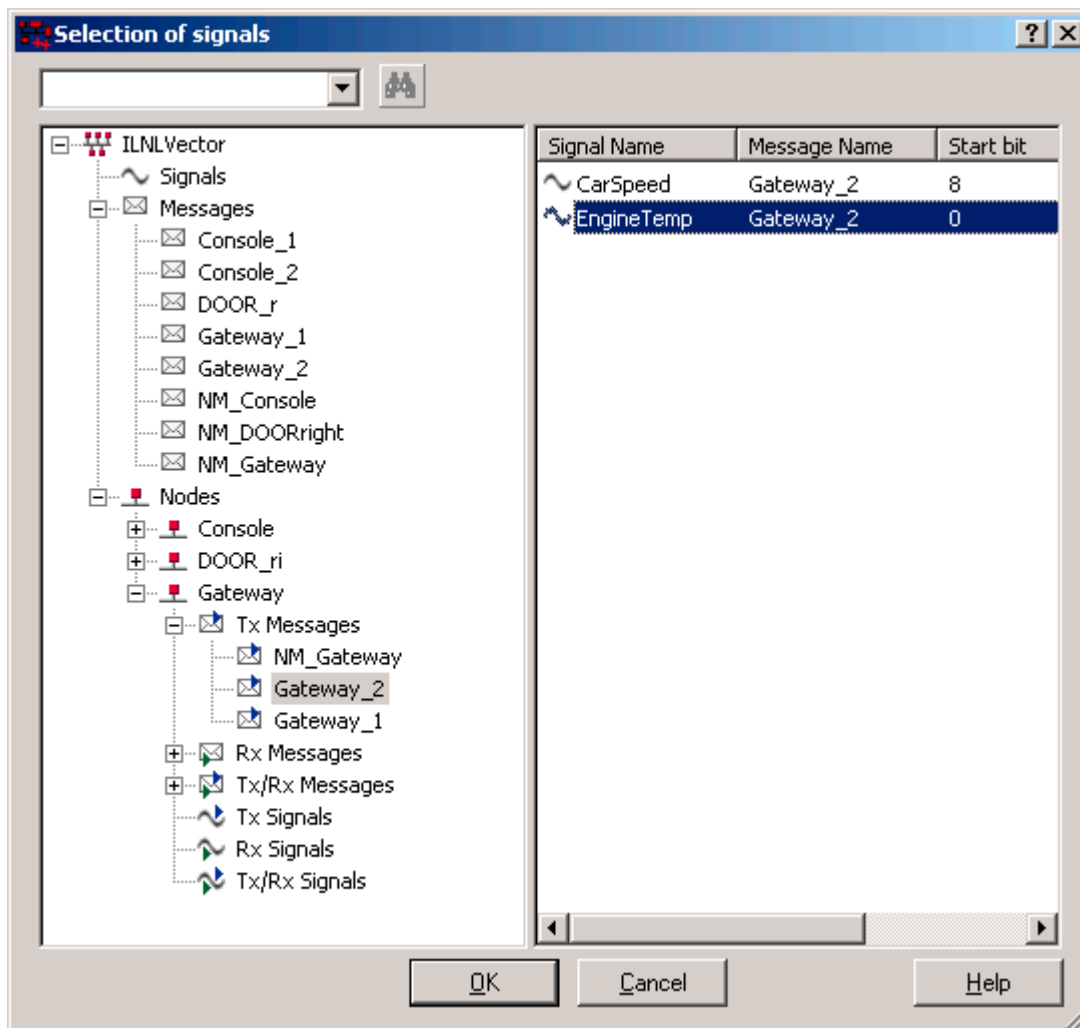 Selection of signals
ILNLVector
Signals
Messages
Console_1
Console_2
DOOR_r
Gateway_1
Gateway_2
NM_Console
NM_DOORright
NM_Gateway
Nodes
Console
DOOR_ri
Gateway
Tx Messages
NM_Gateway
Gateway_2
Gateway_1
Rx Messages
Tx/Rx Messages
Tx Signals
Rx Signals
Tx/Rx Signals
Signal Name Message Name Start bit
CarSpeed Gateway_2 8
EngineTemp Gateway_2 0
OK Cancel Help